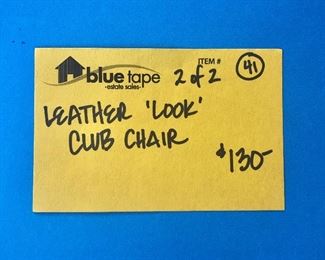 ITEM # 41
blue tape 2 of 2
-estate sales-
LEATHER 'LOOK'
CLUB CHAIR
$130-